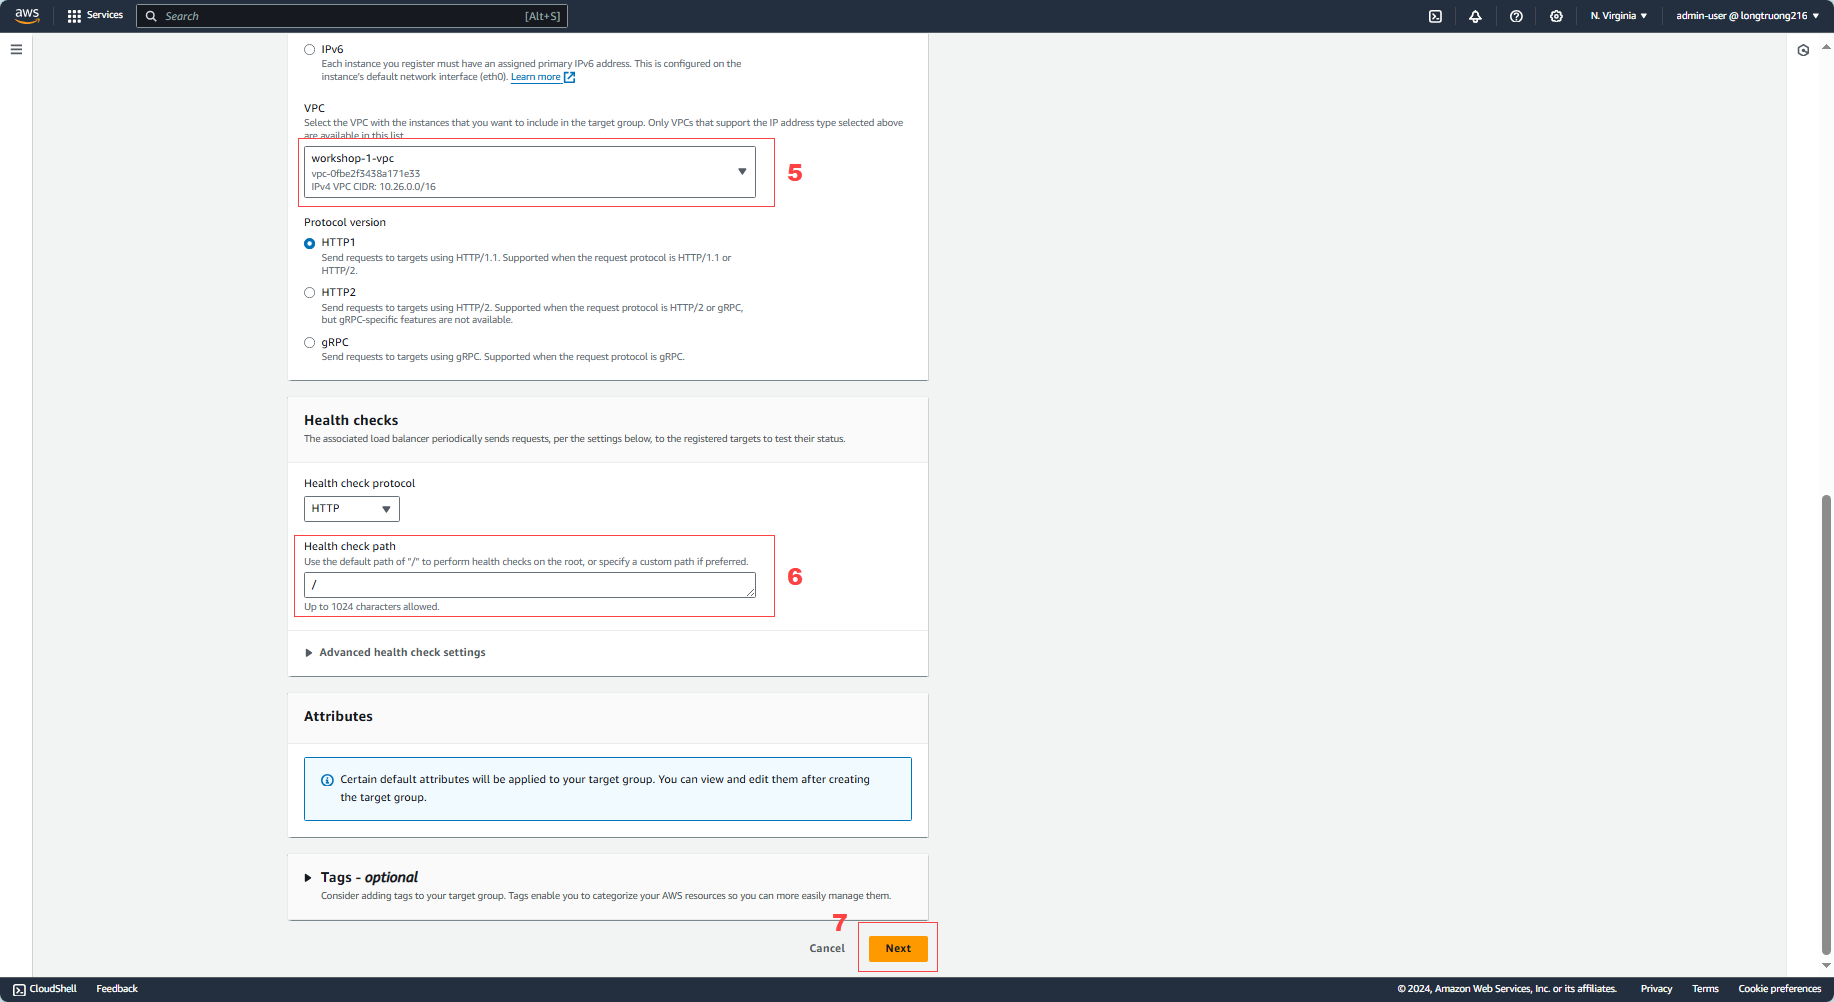 aws
Services
Search
[Alt+S]
N. Virginia
admin-user @ longtruong216
IPv6
Each instance you register must have an assigned primary IPv6 address. This is configured on the
instance's default network interface (eth0). Learn more
VPC
Select the VPC with the instances that you want to include in the target group. Only VPCs that support the IP address type selected above
are available in this list.
workshop-1-vpc
vpc-0fbe2f3438a171e33
IPv4 VPC CIDR: 10.26.0.0/16
5
Protocol version
HTTP1
Send requests to targets using HTTP/1.1. Supported when the request protocol is HTTP/1.1 or
HTTP/2.
HTTP2
Send requests to targets using HTTP/2. Supported when the request protocol is HTTP/2 or gRPC,
but gRPC-specific features are not available.
gRPC
Send requests to targets using gRPC. Supported when the request protocol is gRPC.
Health checks
The associated load balancer periodically sends requests, per the settings below, to the registered targets to test their status.
Health check protocol
HTTP
Health check path
Use the default path of "/" to perform health checks on the root, or specify a custom path if preferred.
/
6
Up to 1024 characters allowed.
Advanced health check settings
Attributes
Certain default attributes will be applied to your target group. You can view and edit them after creating
the target group.
Tags - optional
Consider adding tags to your target group. Tags enable you to categorize your AWS resources so you can more easily manage them.
7
Cancel
Next
CloudShell
Feedback
© 2024, Amazon Web Services, Inc. or its affiliates.
Privacy
Terms
Cookie preferences